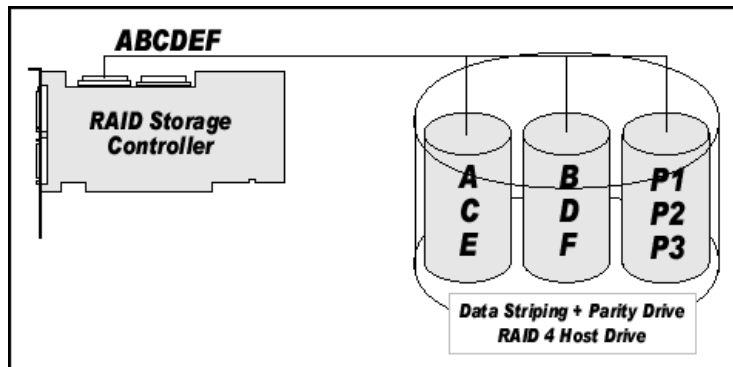 ABCDEF
RAID Storage
Controller
A
C
E
B
D
F
P1
P2
P3
Data Striping + Parity Drive
RAID 4 Host Drive